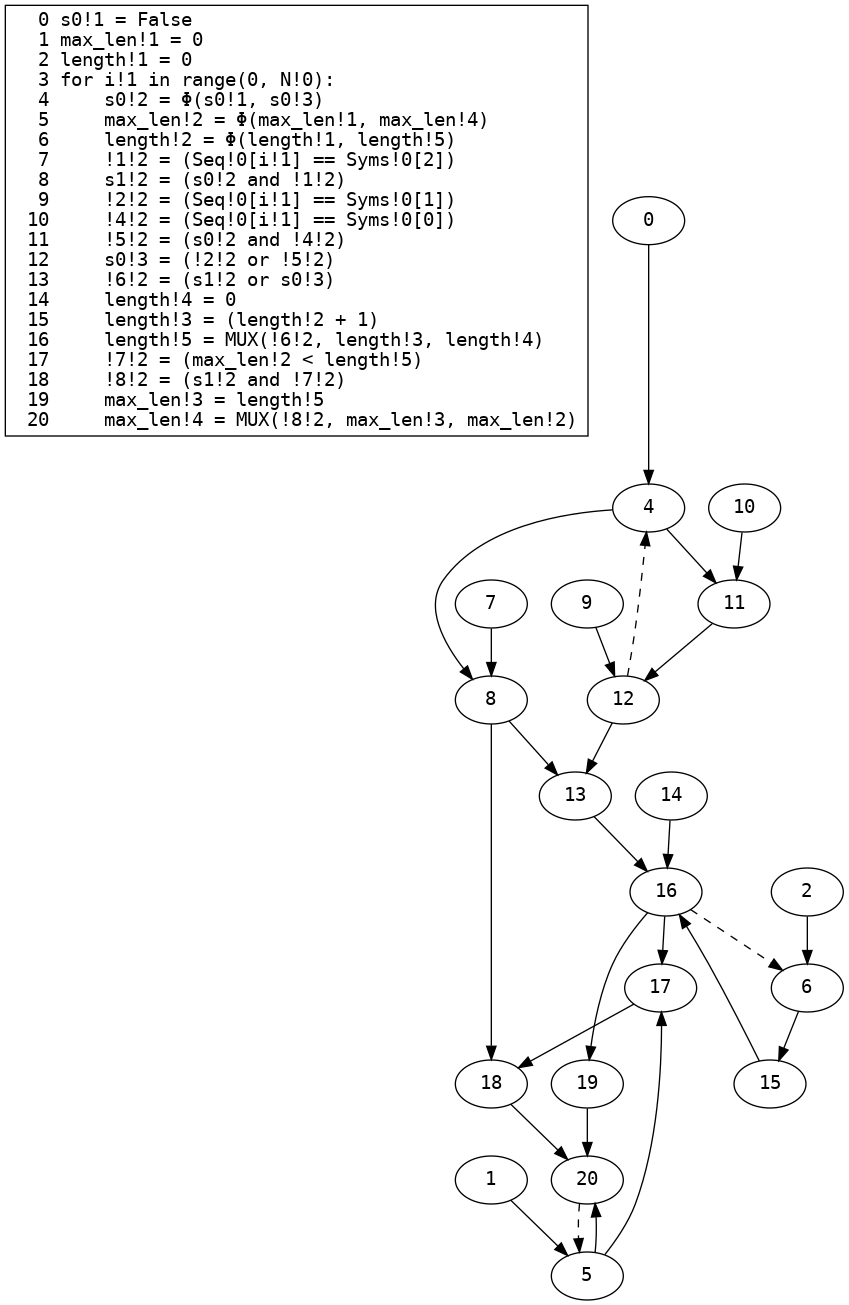 0 s0!1 = False
1 max_len!1 = 0
2 length!1 = 0
3 for i!1 in range(0, N!0):
4     s0!2 = Φ(s0!1, s0!3)
5     max_len!2 = Φ(max_len!1, max_len!4)
6     length!2 = Φ(length!1, length!5)
7     !1!2 = (Seq!0[i!1] == Syms!0[2])
8     s1!2 = (s0!2 and !1!2)
9     !2!2 = (Seq!0[i!1] == Syms!0[1])
10     !4!2 = (Seq!0[i!1] == Syms!0[0])
11     !5!2 = (s0!2 and !4!2)
12     s0!3 = (!2!2 or !5!2)
13     !6!2 = (s1!2 or s0!3)
14     length!4 = 0
15     length!3 = (length!2 + 1)
16     length!5 = MUX(!6!2, length!3, length!4)
17     !7!2 = (max_len!2 < length!5)
18     !8!2 = (s1!2 and !7!2)
19     max_len!3 = length!5
20     max_len!4 = MUX(!8!2, max_len!3, max_len!2)
0
4
10
7
9
11
8
12
13
14
16
2
17
6
18
19
15
1
20
5